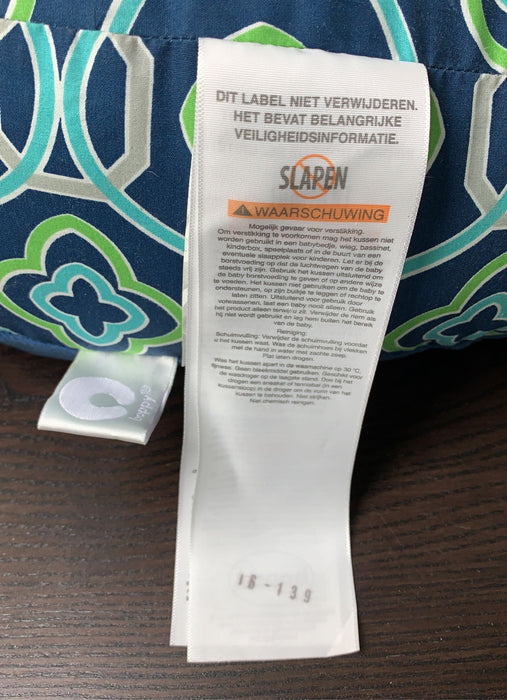 DIT LABEL NIET VERWIJDEREN.
HET BEVAT BELANGRIJKE
VEILIGHEIDSINFORMATIE.
SLAPEN
WAARSCHUWING
Mogelijk gevaar voor verstikking.
Om verstikking te voorkomen mag het kussen niet
worden gebruikt in een babybedje, wieg, bassinet,
kinderbox, speelplaats of in de buurt van een
eventuele slaapplek voor kinderen. Let er bij de
borstvoeding op dat de luchtwegen van de baby
steeds vrij zijn. Gebruik het kussen uitsluitend om
de baby borstvoeding te geven of op andere wijze
te voeden. Het kussen niet gebruiken om de baby te
ondersteunen, op zijn buikje te leggen of rechtop te
laten zitten. Uitsluitend voor gebruik door
volwassenen, laat een baby nooit alleen. Gebruik
het product alleen terwijl u zit. Verwijder de riem als
hij niet wordt gebruikt en leg hem buiten het bereik
van de baby.
Reiniging:
Schuimvulling: Verwijder de schuimvulling voordat
u het kussen wast. Was de schuimhoes bij vlekken
met de hand in water met zachte zeep.
Plat laten drogen.
Was het kussen apart in de wasmachine op 30 °C,
fijnwas. Geen bleekmiddel gebruiken. Geschikt voor
de wasdroger op de laagste stand. Doe bij het
drogen een sneaker of tennisbal (in een
kussensloop) in de droger om de vorm van het
kussen te behouden. Niet strijken.
Niet chemisch reinigen.
boppy
16-139